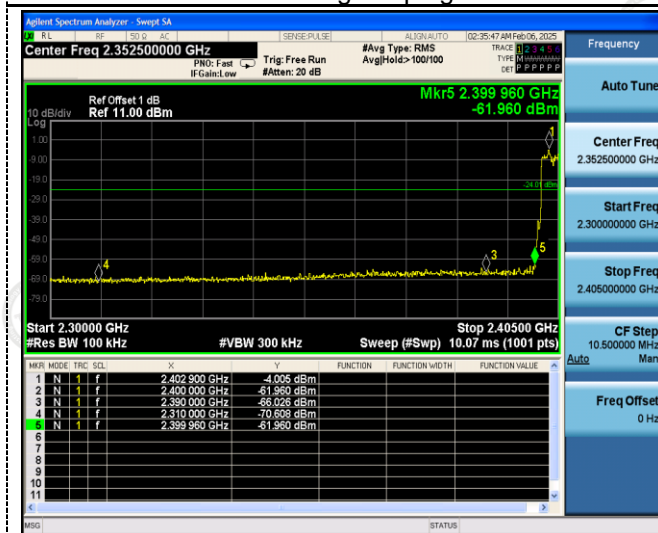 Agilent Spectrum Analyzer - Swept SA
RL RF 50 Ω AC SENSE:PULSE ALIGNAUTO 02:35:47 AM Feb 06, 2025
Center Freq 2.352500000 GHz #Avg Type: RMS TRACE 1 2 3 4 5 6
PNO: Fast Trig: Free Run Avg|Hold:>100/100 TYPE M
IFGain:Low #Atten: 20 dB DET P P P P P P
Ref Offset 1 dB Mkr5 2.399 960 GHz
10 dB/div Ref 11.00 dBm -61.960 dBm
Log
1
1.00
-9.00
-19.0
-24.01 dBm
-29.0
-39.0
-49.0
5
-59.0
4 3
-69.0
-79.0
Start 2.30000 GHz Stop 2.40500 GHz
#Res BW 100 kHz #VBW 300 kHz Sweep (#Swp) 10.07 ms (1001 pts)
MKR MODE TRC SCL X Y FUNCTION FUNCTION WIDTH FUNCTION VALUE
1 N 1 f 2.402 900 GHz -4.005 dBm
2 N 1 f 2.400 000 GHz -61.960 dBm
3 N 1 f 2.390 000 GHz -66.026 dBm
4 N 1 f 2.310 000 GHz -70.608 dBm
5 N 1 f 2.399 960 GHz -61.960 dBm
6
7
8
9
10
11
MSG STATUS
Frequency
Auto Tune
Center Freq
2.352500000 GHz
Start Freq
2.300000000 GHz
Stop Freq
2.405000000 GHz
CF Step
10.500000 MHz
Auto Man
Freq Offset
0 Hz